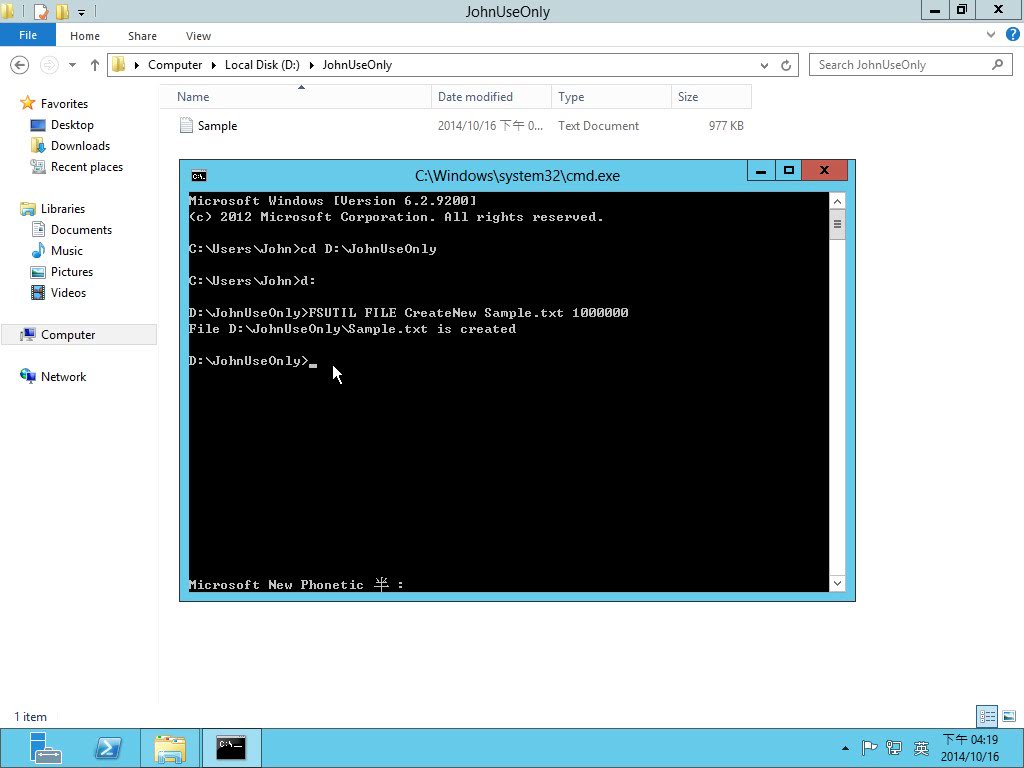 JohnUseOnly
File Home Share View
Computer Local Disk (D:) JohnUseOnly
Search JohnUseOnly
Name Date modified Type Size
Sample 2014/10/16 下午 0... Text Document 977 KB
Favorites
Desktop
Downloads
Recent places
Libraries
Documents
Music
Pictures
Videos
Computer
Network
C:\Windows\system32\cmd.exe
Microsoft Windows [Version 6.2.9200]
(c) 2012 Microsoft Corporation. All rights reserved.
C:\Users\John>cd D:\JohnUseOnly
C:\Users\John>d:
D:\JohnUseOnly>FSUTIL FILE CreateNew Sample.txt 1000000
File D:\JohnUseOnly\Sample.txt is created
D:\JohnUseOnly>
Microsoft New Phonetic 半 :
1 item
英
下午 04:19
2014/10/16